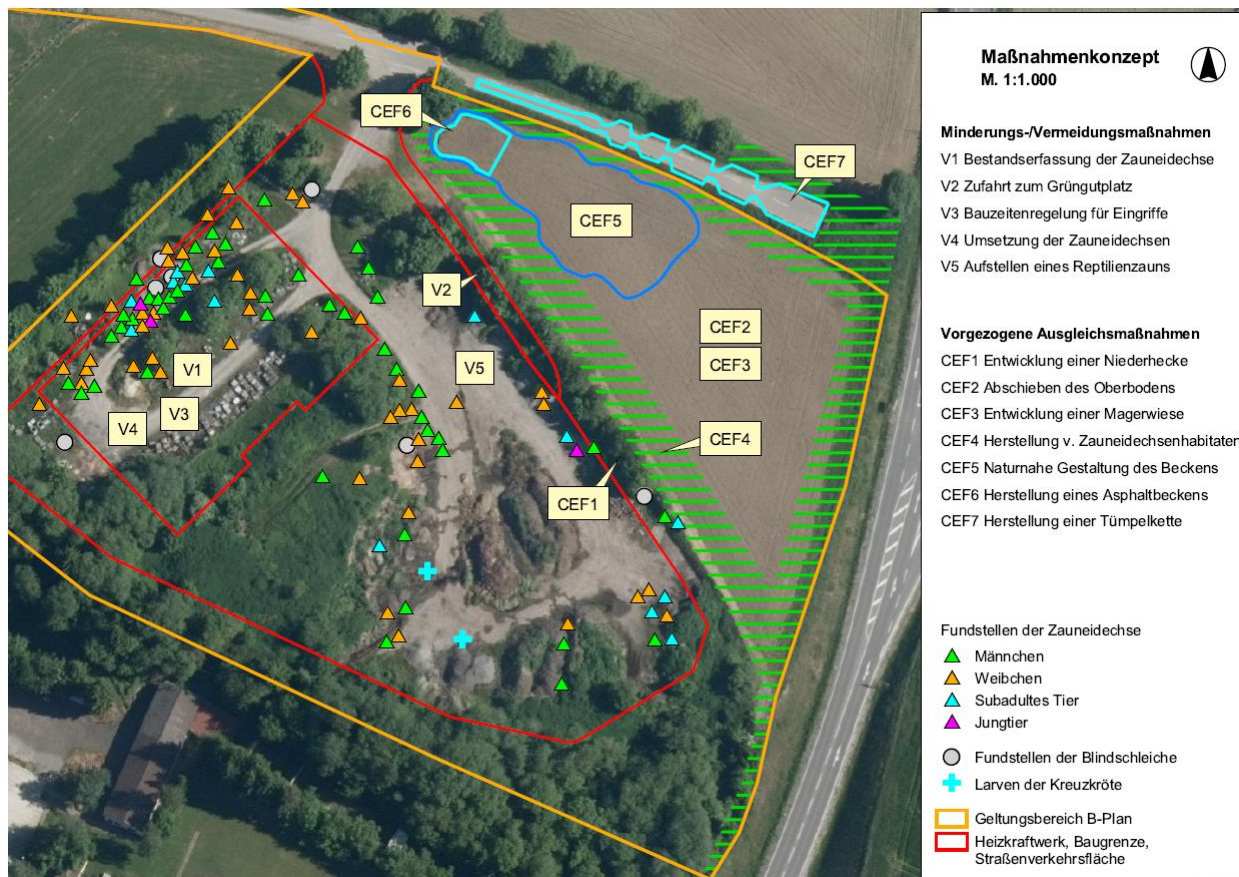 CEF6
CEF7
CEF5
V2
CEF2
V5
CEF3
V1
V3
V4
CEF4
CEF1
Maßnahmenkonzept
M. 1:1.000
Minderungs-/Vermeidungsmaßnahmen
V1 Bestandserfassung der Zauneidechse
V2 Zufahrt zum Grüngutplatz
V3 Bauzeitenregelung für Eingriffe
V4 Umsetzung der Zauneidechsen
V5 Aufstellen eines Reptilienzauns
Vorgezogene Ausgleichsmaßnahmen
CEF1 Entwicklung einer Niederhecke
CEF2 Abschieben des Oberbodens
CEF3 Entwicklung einer Magerwiese
CEF4 Herstellung v. Zauneidechsenhabitaten
CEF5 Naturnahe Gestaltung des Beckens
CEF6 Herstellung eines Asphaltbeckens
CEF7 Herstellung einer Tümpelkette
Fundstellen der Zauneidechse
Männchen
Weibchen
Subadultes Tier
Jungtier
Fundstellen der Blindschleiche
Larven der Kreuzkröte
Geltungsbereich B-Plan
Heizkraftwerk, Baugrenze,
Straßenverkehrsfläche